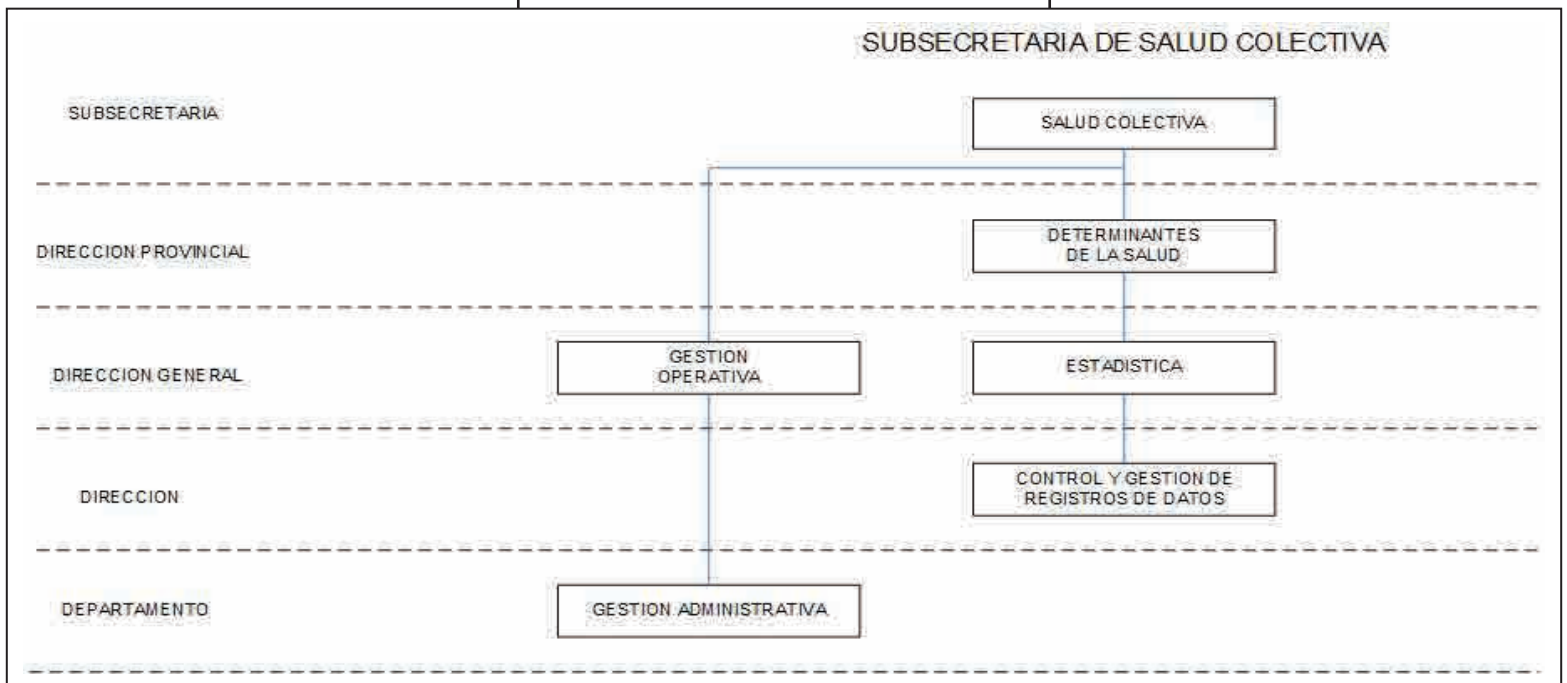 SUBSECRETARIA DE SALUD COLECTIVA
SUBSECRETARIA
SALUD COLECTIVA
DIRECCION PROVINCIAL
DETERMINANTES
DE LA SALUD
DIRECCION GENERAL
GESTION
OPERATIVA
ESTADISTICA
DIRECCION
CONTROL Y GESTION DE
REGISTROS DE DATOS
DEPARTAMENTO
GESTION ADMINISTRATIVA